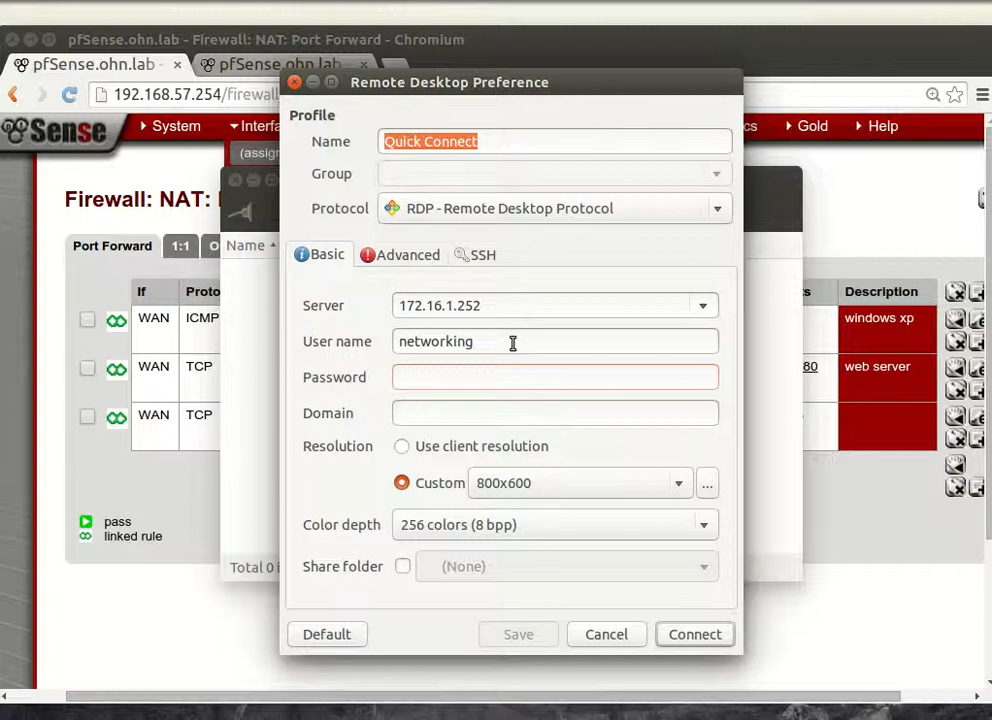 pfSense.ohn.lab - Firewall: NAT: Port Forward - Chromium
pfSense.ohn.lab - × pfSense.ohn.lab - ×
192.168.57.254/firewall
Sense System Interfa cs Gold Help
(assign
Firewall: NAT:
Port Forward 1:1 O
If Proto ts Description
WAN ICMP windows xp
WAN TCP 80 web server
WAN TCP
pass
linked rule
Name
Total 0 i
Remote Desktop Preference
Profile
Name Quick Connect
Group
Protocol RDP - Remote Desktop Protocol
Basic Advanced SSH
Server 172.16.1.252
User name networking
Password
Domain
Resolution Use client resolution
Custom 800x600 ...
Color depth 256 colors (8 bpp)
Share folder (None)
Default Save Cancel Connect